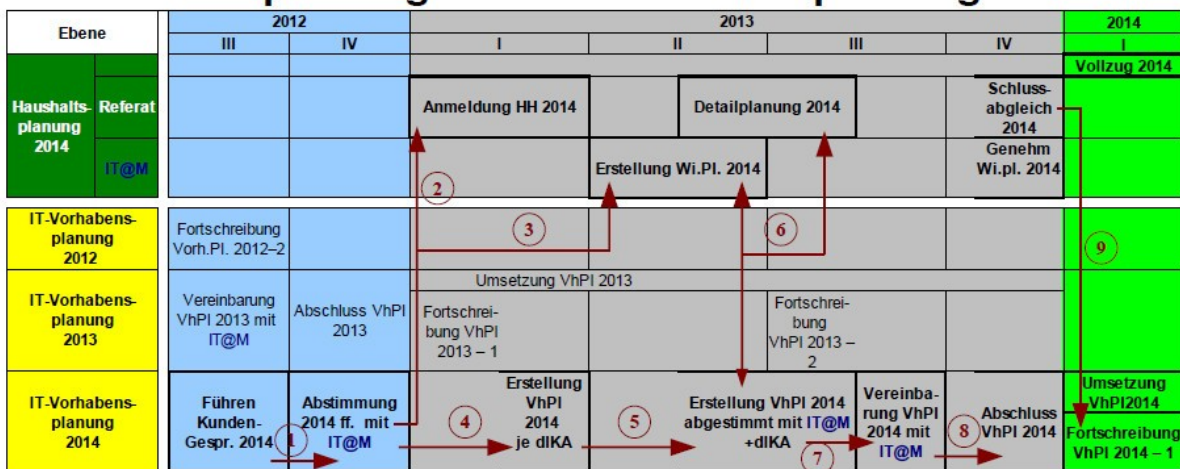 Ebene
2012
2013
2014
III
IV
I
II
III
IV
I
Vollzug 2014
Haushalts-
planung
2014
Referat
IT@M
Anmeldung HH 2014
Detailplanung 2014
Schluss-
abgleich
2014
Erstellung Wi.Pl. 2014
Genehm
Wi.pl. 2014
2
IT-Vorhabens-
planung
2012
Fortschreibung
Vorh.Pl. 2012–2
3
6
9
IT-Vorhabens-
planung
2013
Umsetzung VhPl 2013
Vereinbarung
VhPl 2013 mit
IT@M
Abschluss VhPl
2013
Fortschrei-
bung VhPl
2013 – 1
Fortschrei-
bung
VhPl 2013 –
2
IT-Vorhabens-
planung
2014
Führen
Kunden-
Gespr. 2014
1
Abstimmung
2014 ff. mit
IT@M
4
Erstellung
VhPl
2014
je dIKA
5
Erstellung VhPl 2014
abgestimmt mit IT@M
+dIKA
7
Vereinba-
rung VhPl
2014 mit
IT@M
8
Abschluss
VhPl 2014
Umsetzung
VhPl2014
Fortschreibung
VhPl 2014 – 1